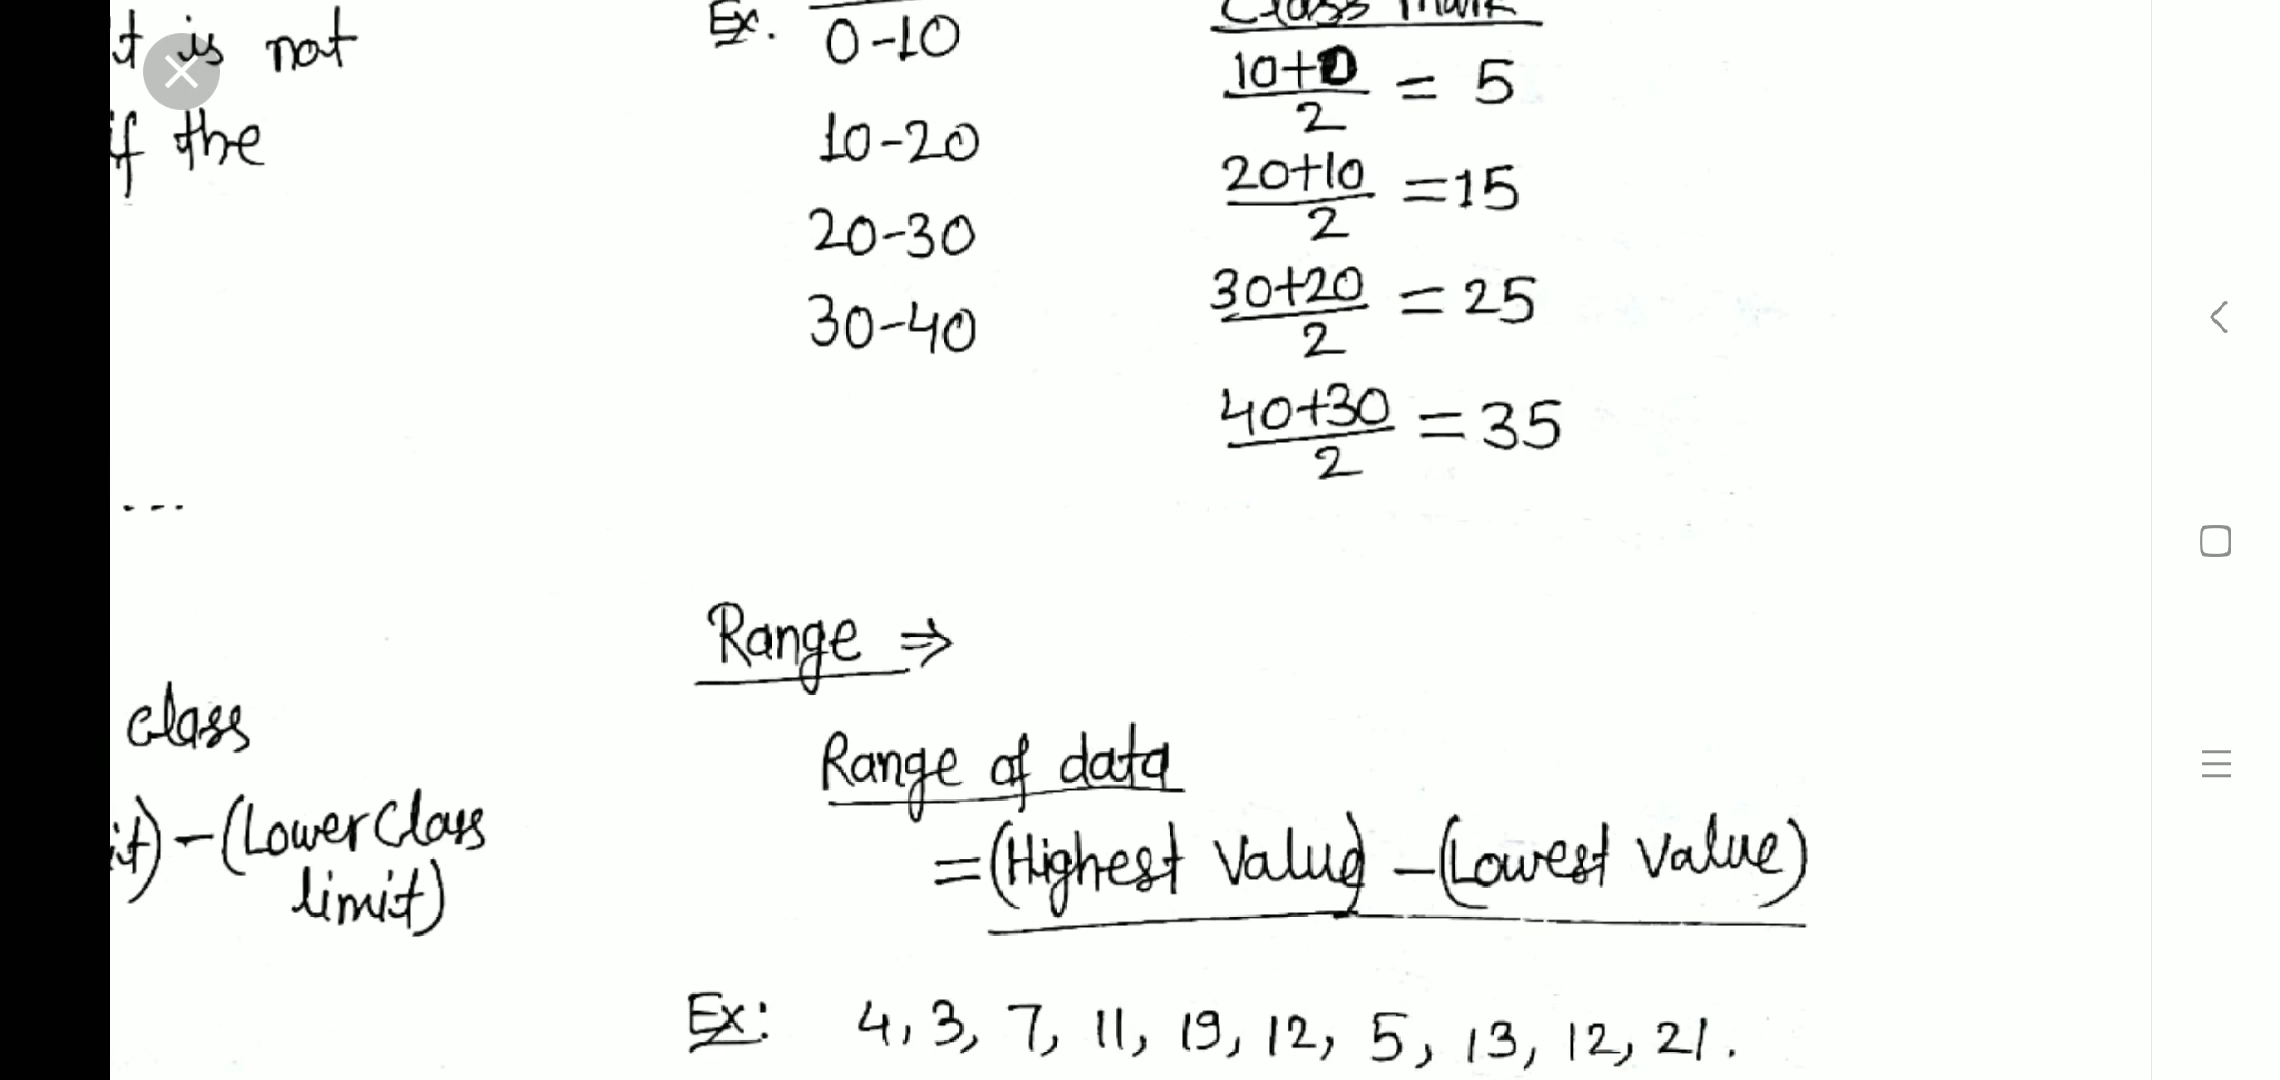 it is not
if the
...
class
it) - (Lower Class
limit)
Ex. 0-10
10-20
20-30
30-40
Class mark
10+0/2 = 5
20+10/2 = 15
30+20/2 = 25
40+30/2 = 35
Range ⇒
Range of data
= (Highest Value) - (Lowest Value)
Ex: 4, 3, 7, 11, 19, 12, 5, 13, 12, 21.